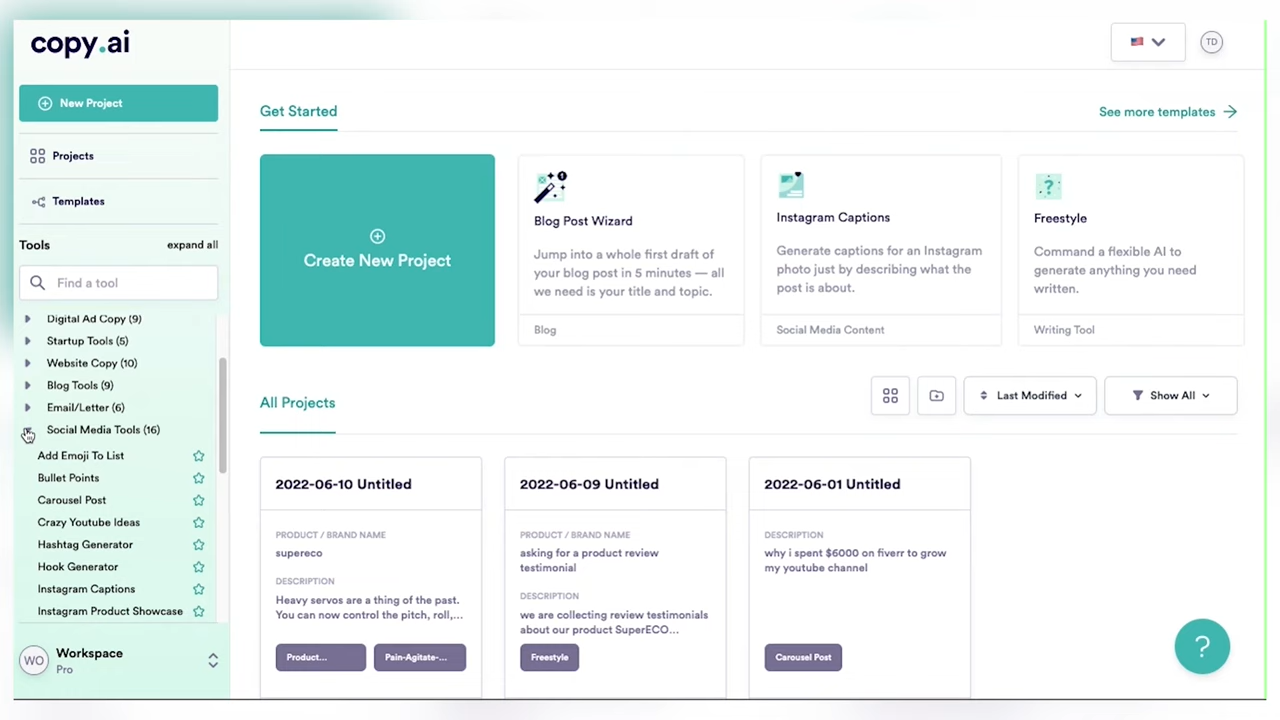 copy.ai
New Project
Projects
Templates
Tools
expand all
Find a tool
Digital Ad Copy (9)
Startup Tools (5)
Website Copy (10)
Blog Tools (9)
Email/Letter (6)
Social Media Tools (16)
Add Emoji To List
Bullet Points
Carousel Post
Crazy Youtube Ideas
Hashtag Generator
Hook Generator
Instagram Captions
Instagram Product Showcase
WO
Workspace
Pro
TD
Get Started
See more templates
Create New Project
Blog Post Wizard
Jump into a whole first draft of
your blog post in 5 minutes — all
we need is your title and topic.
Blog
Instagram Captions
Generate captions for an Instagram
photo just by describing what the
post is about.
Social Media Content
?
Freestyle
Command a flexible AI to
generate anything you need
written.
Writing Tool
All Projects
Last Modified
Show All
2022-06-10 Untitled
PRODUCT / BRAND NAME
supereco
DESCRIPTION
Heavy servos are a thing of the past.
You can now control the pitch, roll,...
Product...
Pain-Agitate-...
2022-06-09 Untitled
PRODUCT / BRAND NAME
asking for a product review
testimonial
DESCRIPTION
we are collecting review testimonials
about our product SuperECO...
Freestyle
2022-06-01 Untitled
DESCRIPTION
why i spent $6000 on fiverr to grow
my youtube channel
Carousel Post
?